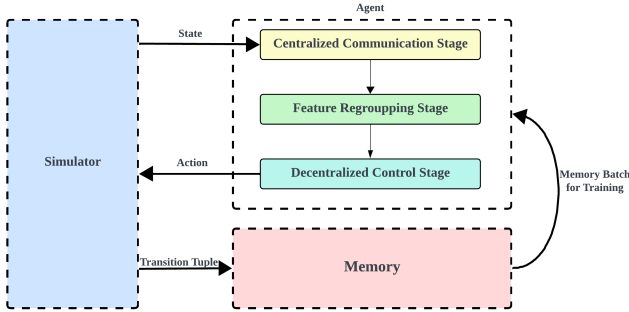 Agent
State
Centralized Communication Stage
Feature Regroupping Stage
Simulator
Action
Decentralized Control Stage
Memory Batch
for Training
Transition Tuples
Memory